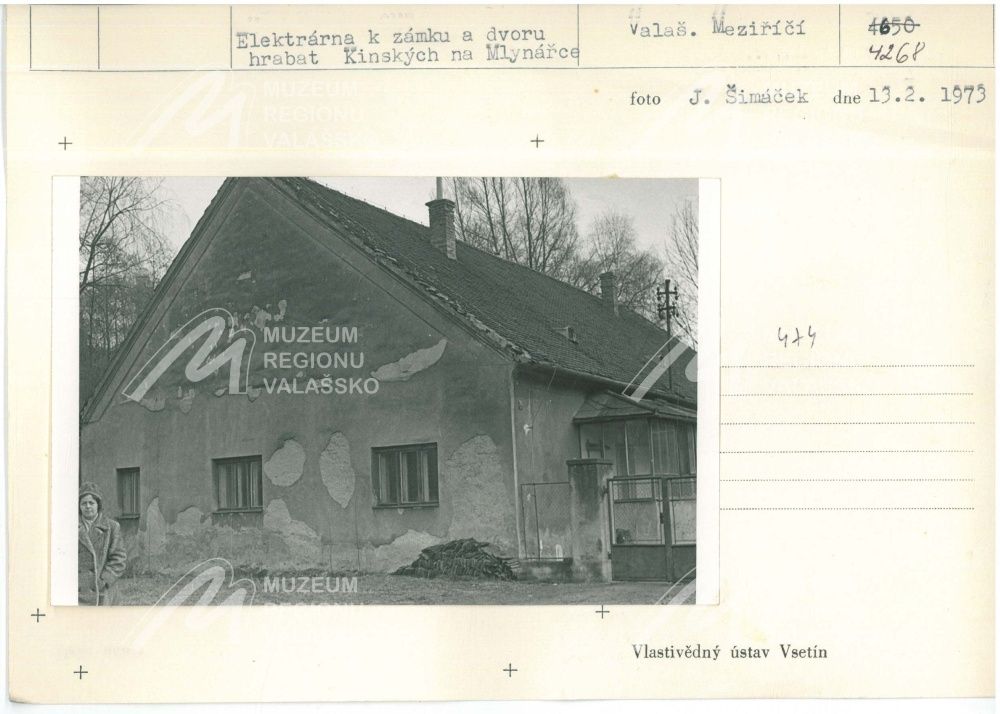 Elektrárna k zámku a dvoru
hrabat Kinských na Mlynářce
Valaš. Meziříčí
4650
4268
foto J. Šimáček dne 13.2. 1973
MUZEUM
REGIONU
VALAŠSKO
MUZEUM
REGIONU
VALAŠSKO
474
MUZEUM
REGIONU
Vlastivědný ústav Vsetín